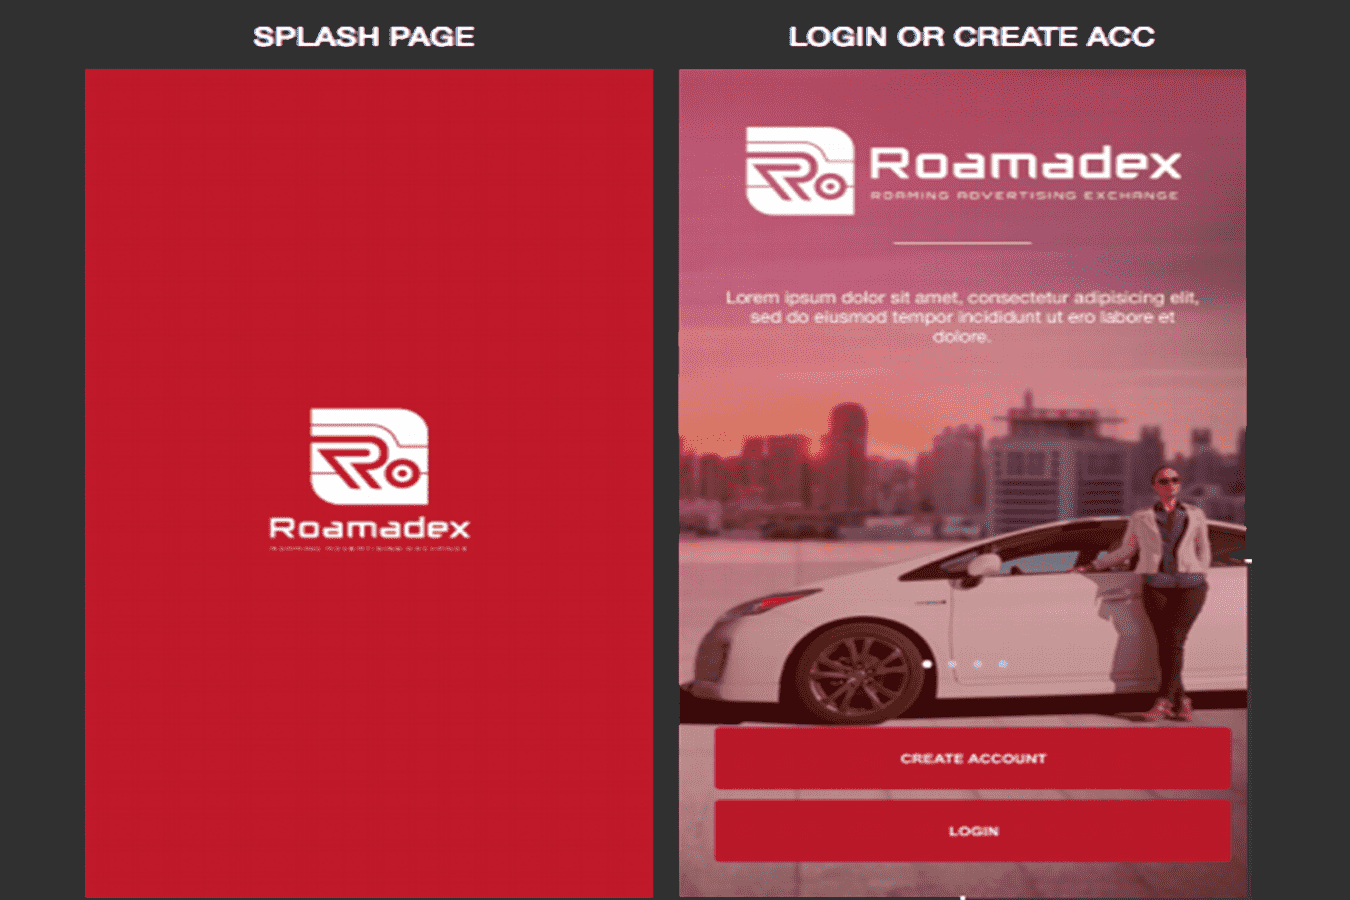 SPLASH PAGE
LOGIN OR CREATE ACC
Roamadex
Roamadex
ROAMING ADVERTISING EXCHANGE
Lorem ipsum dolor sit amet, consectetur adipisicing elit,
sed do eiusmod tempor incididunt ut ero labore et
dolore.
CREATE ACCOUNT
LOGIN